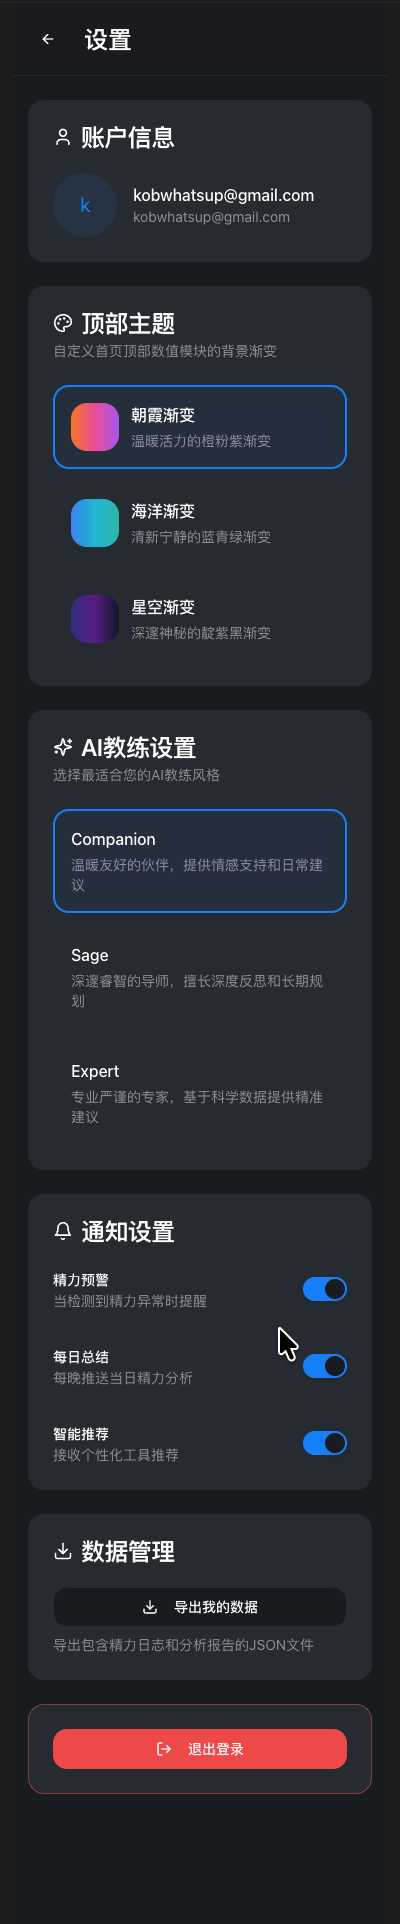 设置
账户信息
k
kobwhatsup@gmail.com
kobwhatsup@gmail.com
顶部主题
自定义首页顶部数值模块的背景渐变
朝霞渐变
温暖活力的橙粉紫渐变
海洋渐变
清新宁静的蓝青绿渐变
星空渐变
深邃神秘的靛紫黑渐变
AI教练设置
选择最适合您的AI教练风格
Companion
温暖友好的伙伴，提供情感支持和日常建
议
Sage
深邃睿智的导师，擅长深度反思和长期规
划
Expert
专业严谨的专家，基于科学数据提供精准
建议
通知设置
精力预警
当检测到精力异常时提醒
每日总结
每晚推送当日精力分析
智能推荐
接收个性化工具推荐
数据管理
导出我的数据
导出包含精力日志和分析报告的JSON文件
退出登录